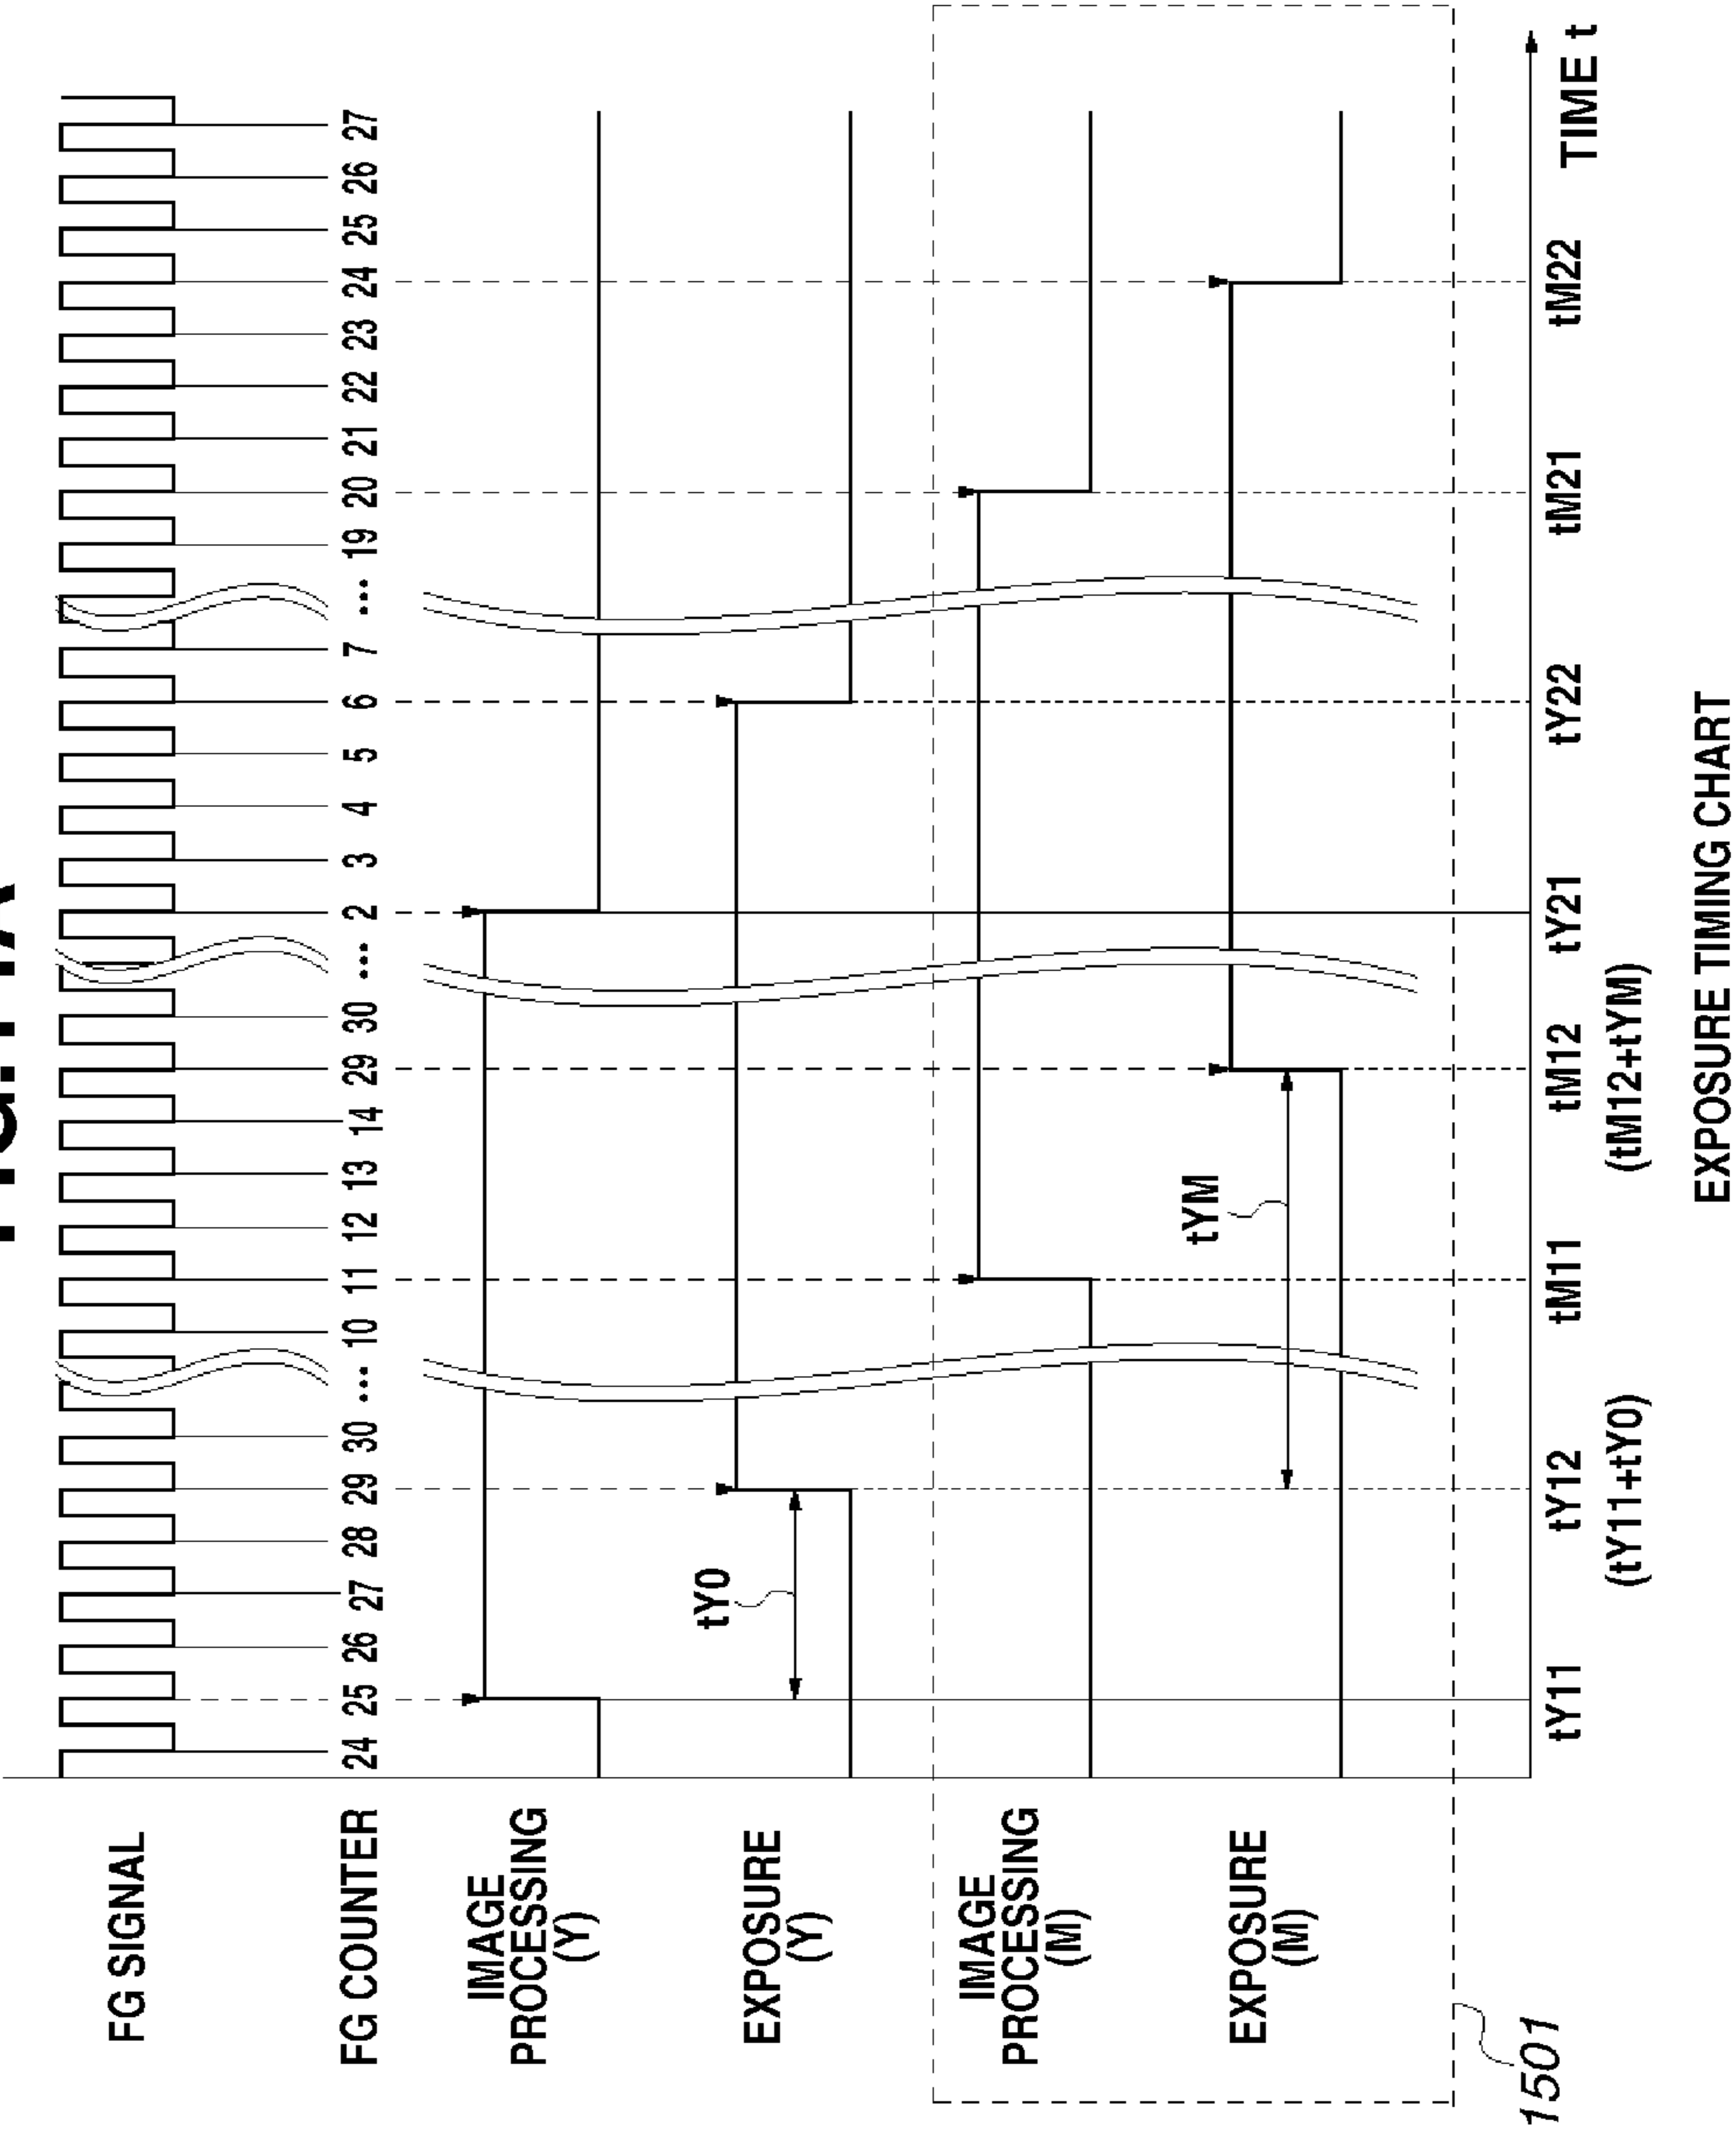 FG SIGNAL
FG COUNTER 24 25 26 27 28 29 30 ... 10 11 12 13 14 29 30 ... 2 3 4 5 6 7 ... 19 20 21 22 23 24 25 26 27
IMAGE
PROCESSING
(Y)
tY0
EXPOSURE
(Y)
IMAGE
PROCESSING
(M)
tYM
EXPOSURE
(M)
1501
tY11 tY12 tM11 tM12 tY21 tY22 tM21 tM22 TIME t
(tY11+tY0) (tM12+tYM)
EXPOSURE TIMING CHART